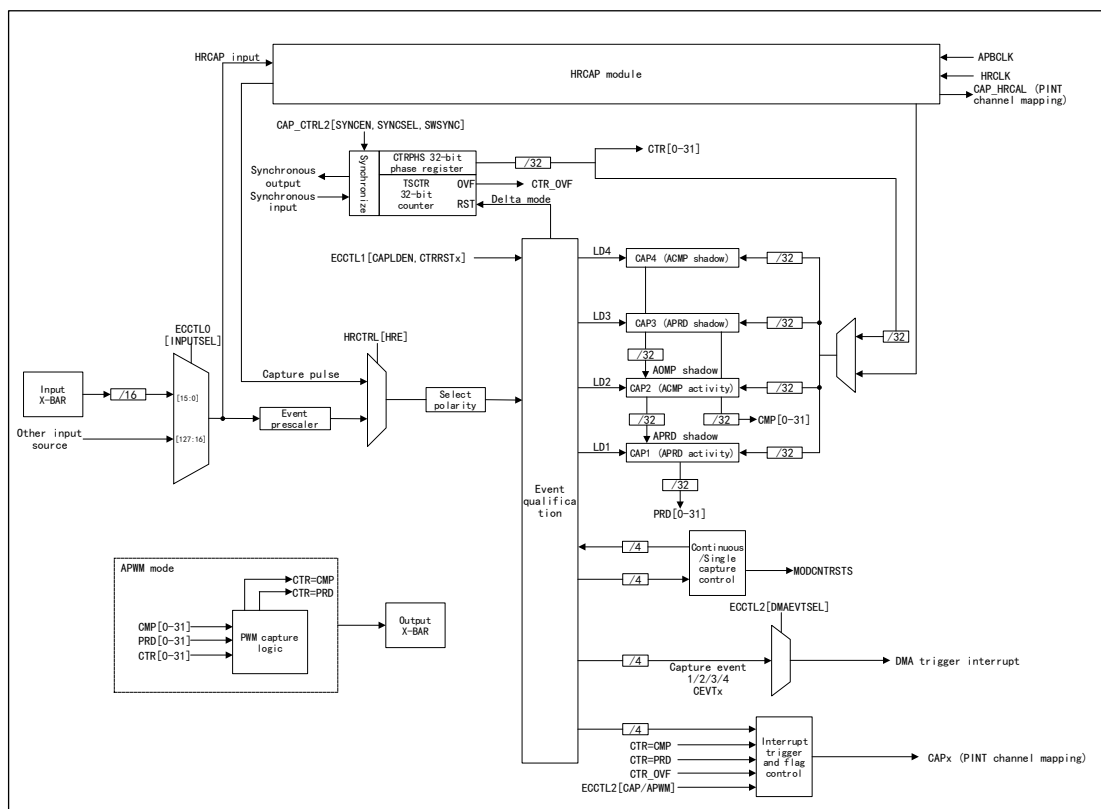 HRCAP input
HRCAP module
APBCLK
HRCLK
CAP_HRCAL (PINT
channel mapping)
CAP_CTRL2[SYNCEN, SYNCSEL, SWSYNC]
Synchronize
CTRPHS 32-bit
phase register
/32
CTR[0-31]
Synchronous
output
TSCTR
32-bit
counter
OVF
RST
CTR_OVF
Synchronous
input
Delta mode
ECCTL1[CAPLDEN, CTRRSTx]
LD4
CAP4 (ACMP shadow)
/32
LD3
CAP3 (APRD shadow)
/32
/32
ECCTL0
[INPUTSEL]
HRCTRL[HRE]
/32
AOMP shadow
Input
X-BAR
/16
[15:0]
Capture pulse
Select
polarity
LD2
CAP2 (ACMP activity)
/32
Other input
source
[127:16]
Event
prescaler
/32
/32
CMP[0-31]
APRD shadow
LD1
CAP1 (APRD activity)
/32
/32
PRD[0-31]
Event
qualifica
tion
/4
/4
Continuous
/Single
capture
control
MODCNTRSTS
APWM mode
CTR=CMP
CTR=PRD
CMP[0-31]
PRD[0-31]
CTR[0-31]
PWM capture
logic
Output
X-BAR
ECCTL2[DMAEVTSEL]
/4
Capture event
1/2/3/4
CEVTx
DMA trigger interrupt
/4
CTR=CMP
CTR=PRD
CTR_OVF
ECCTL2[CAP/APWM]
Interrupt
trigger
and flag
control
CAPx (PINT channel mapping)